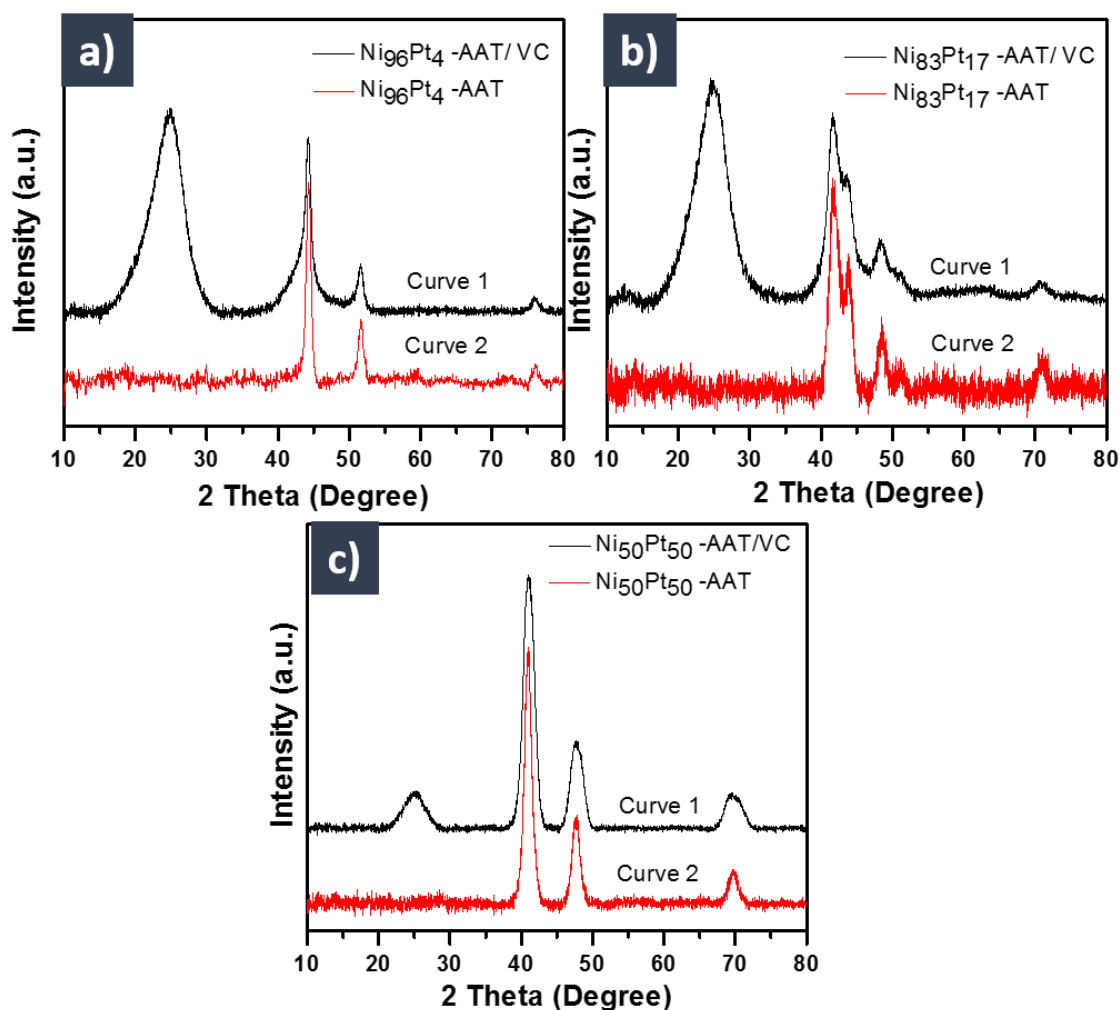 a)
Ni96Pt4 -AAT/ VC
Ni96Pt4 -AAT
Intensity (a.u.)
Curve 1
Curve 2
10 20 30 40 50 60 70 80
2 Theta (Degree)
b)
Ni83Pt17 -AAT/ VC
Ni83Pt17 -AAT
Intensity (a.u.)
Curve 1
Curve 2
10 20 30 40 50 60 70 80
2 Theta (Degree)
c)
Ni50Pt50 -AAT/VC
Ni50Pt50 -AAT
Intensity (a.u.)
Curve 1
Curve 2
10 20 30 40 50 60 70 80
2 Theta (Degree)